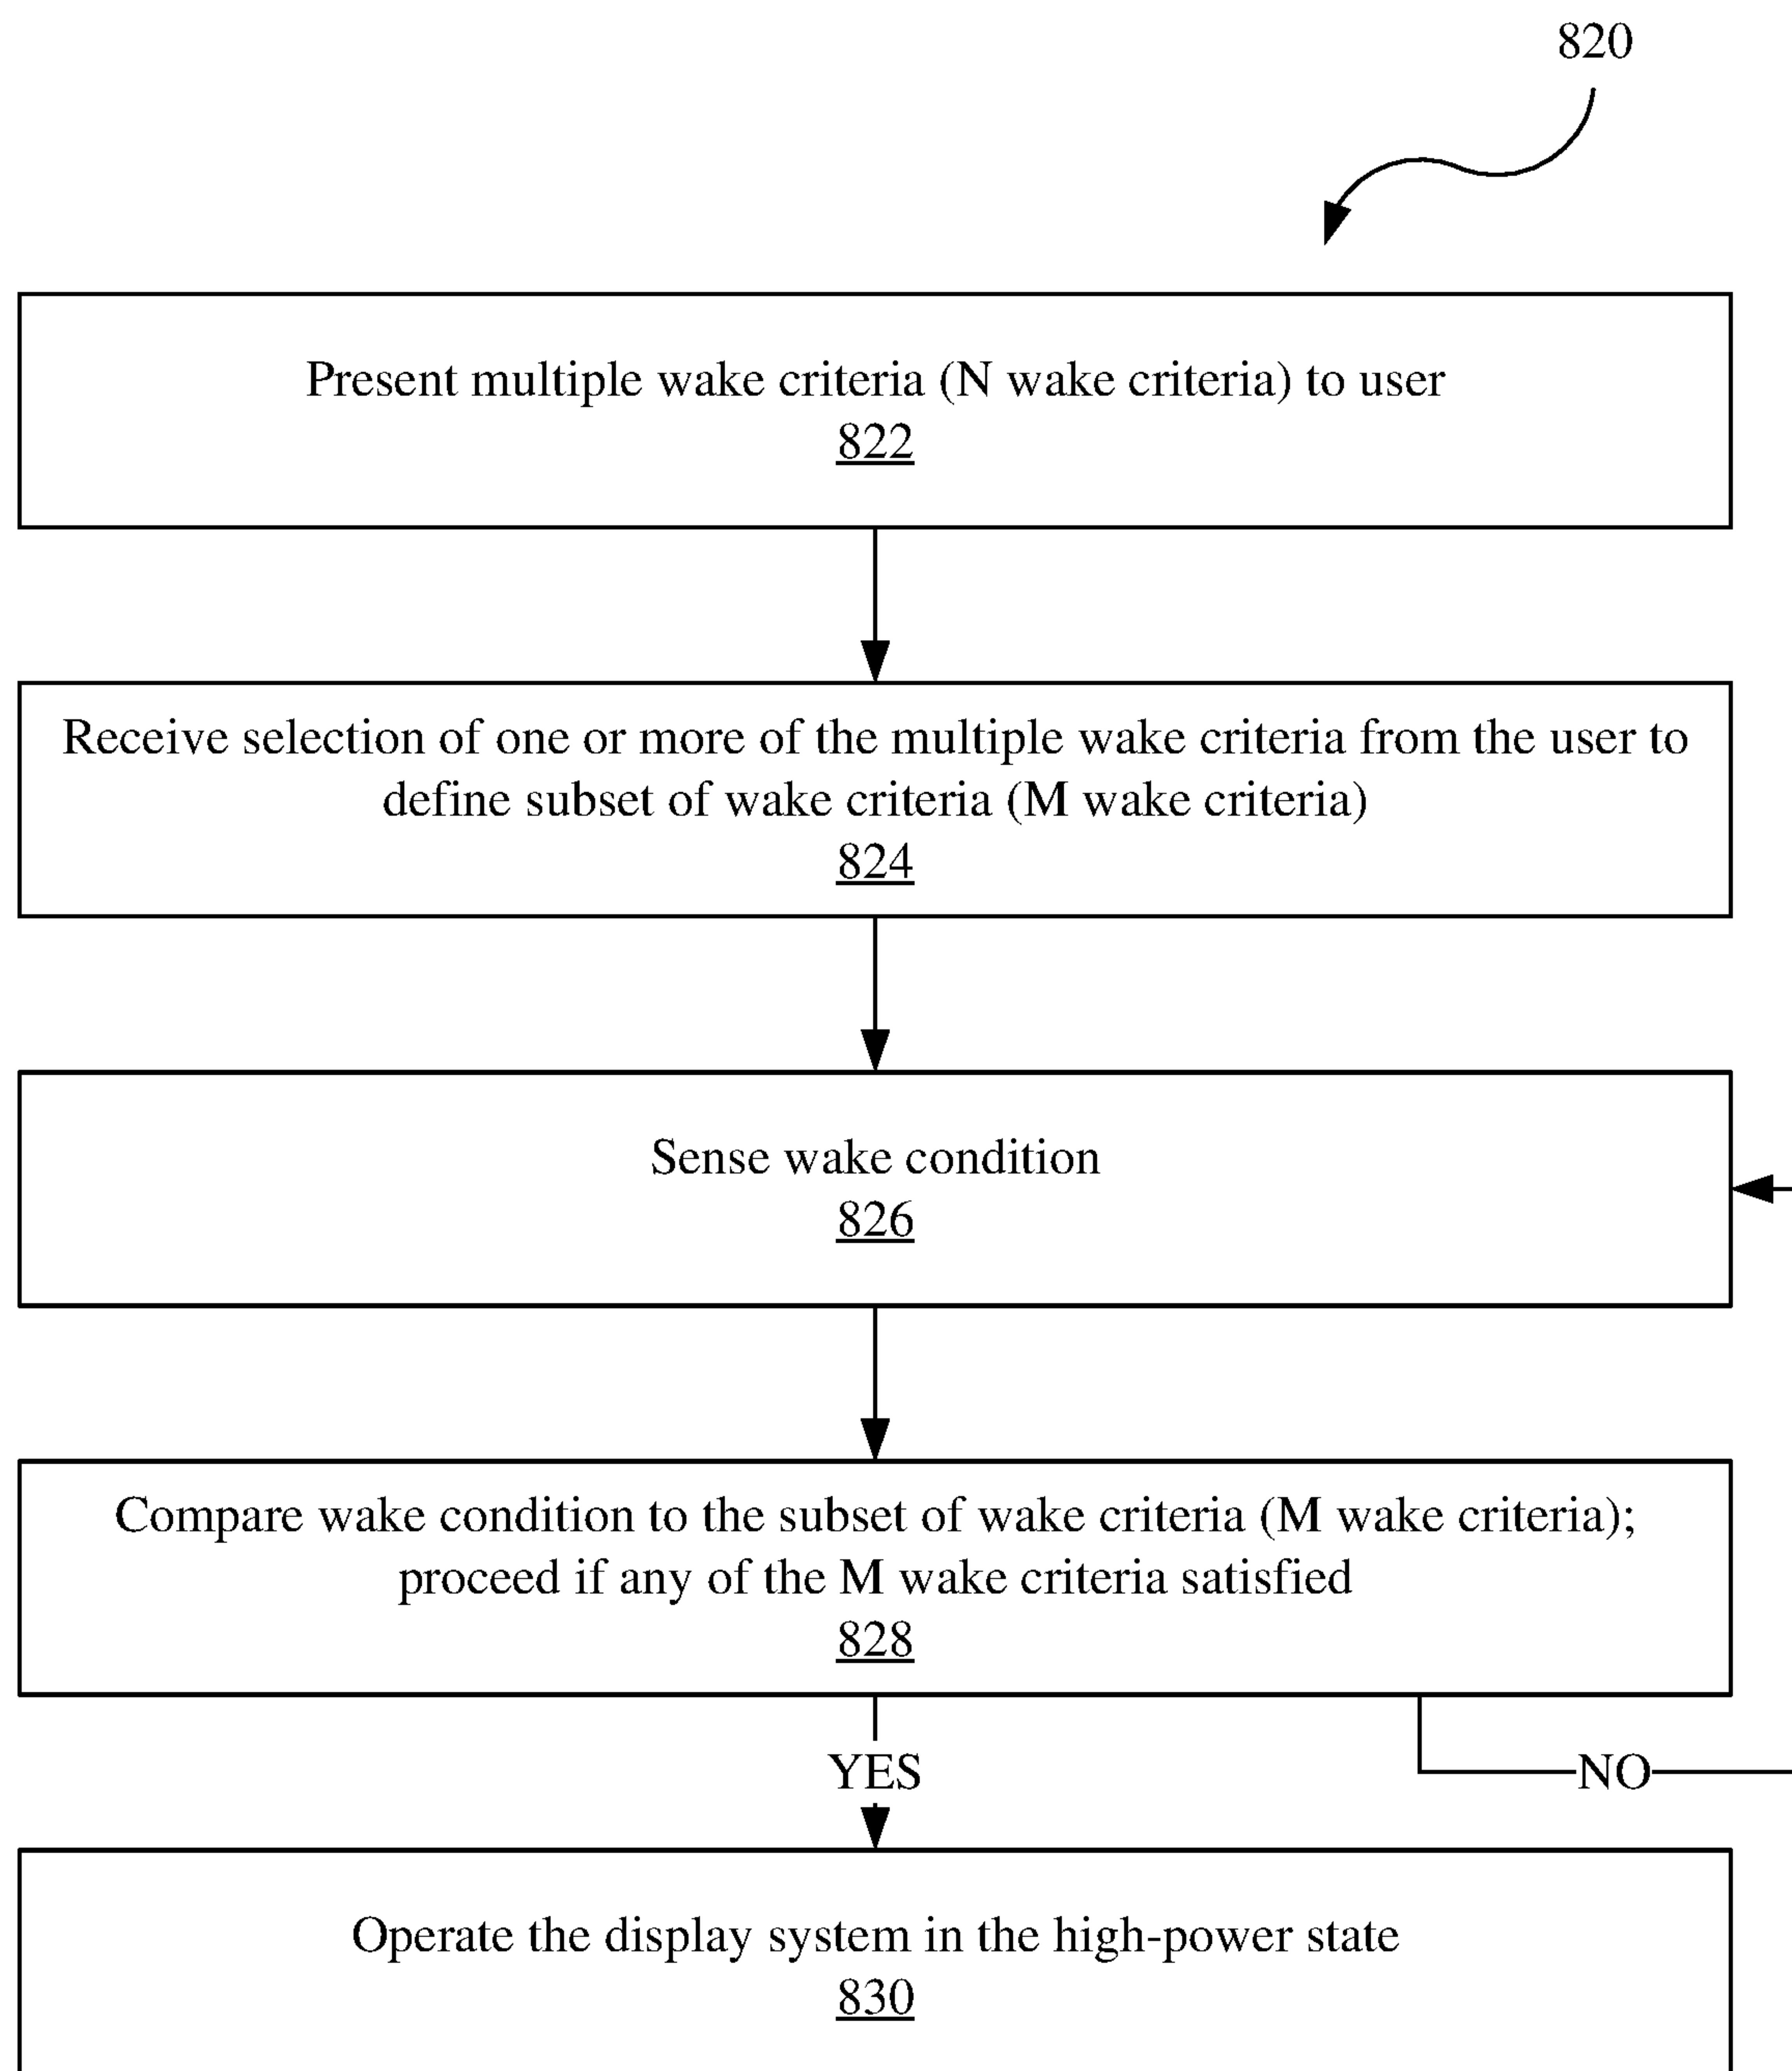 820
Present multiple wake criteria (N wake criteria) to user
822
Receive selection of one or more of the multiple wake criteria from the user to
define subset of wake criteria (M wake criteria)
824
Sense wake condition
826
Compare wake condition to the subset of wake criteria (M wake criteria);
proceed if any of the M wake criteria satisfied
828
YES
NO
Operate the display system in the high-power state
830